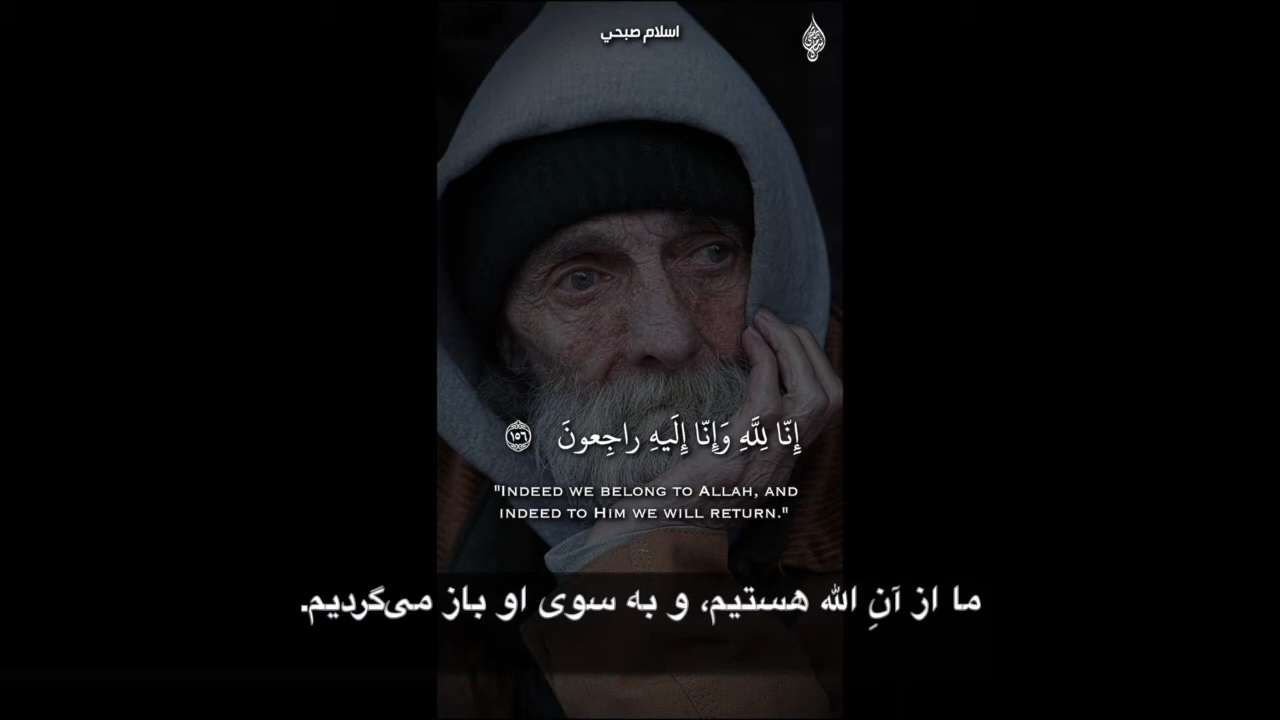 اسلام صبحي
إِنّا لِلَّهِ وَإِنّا إِلَيهِ راجِعونَ ١٥٦
"Indeed we belong to Allah, and
indeed to Him we will return."
ما از آنِ الله هستیم، و به سوی او باز می‌گردیم.